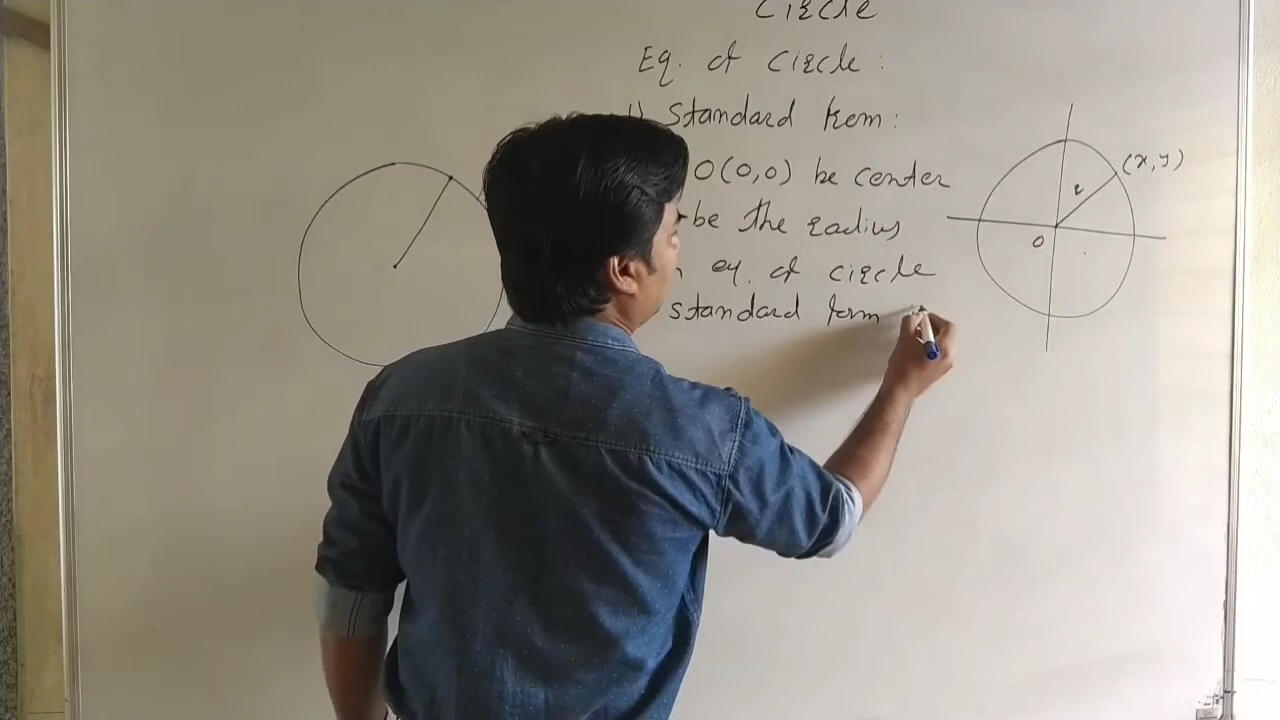 Circle
Eq. of circle :
1) Standard form :
O(0,0) be center
be the radius
eq. of circle
standard form
(x, y)
r
O